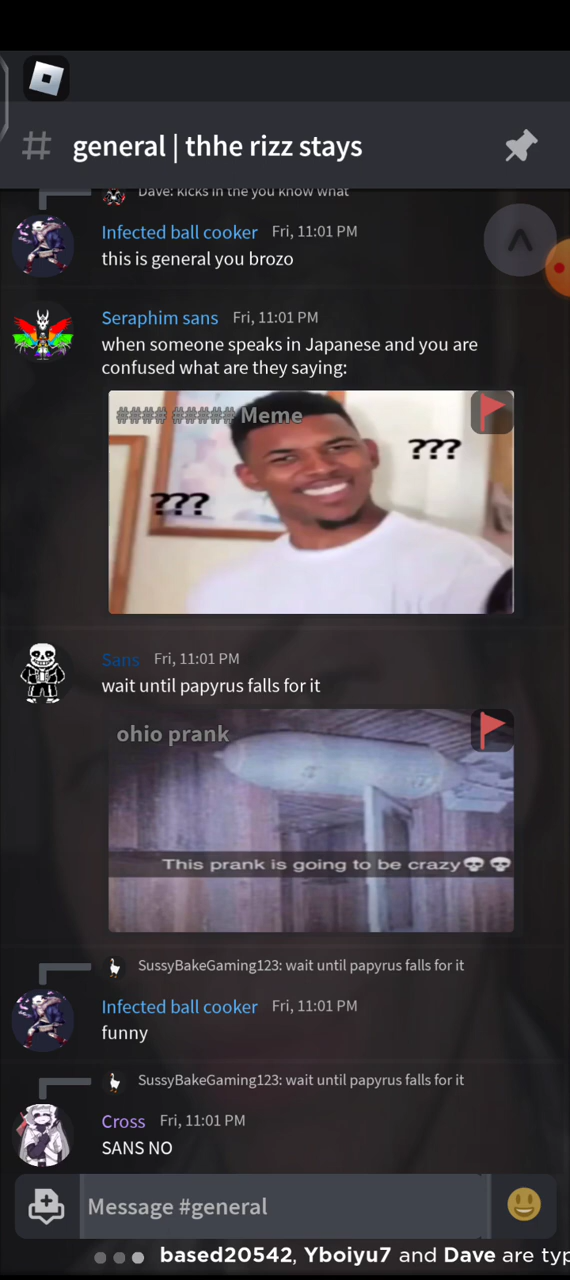 # general | thhe rizz stays
Dave: kicks in the you know what
Infected ball cooker Fri, 11:01 PM
this is general you brozo
Seraphim sans Fri, 11:01 PM
when someone speaks in Japanese and you are
confused what are they saying:
#### ##### Meme
???
???
Sans Fri, 11:01 PM
wait until papyrus falls for it
ohio prank
This prank is going to be crazy💀💀
SussyBakeGaming123: wait until papyrus falls for it
Infected ball cooker Fri, 11:01 PM
funny
SussyBakeGaming123: wait until papyrus falls for it
Cross Fri, 11:01 PM
SANS NO
Message #general
based20542, Yboiyu7 and Dave are typ